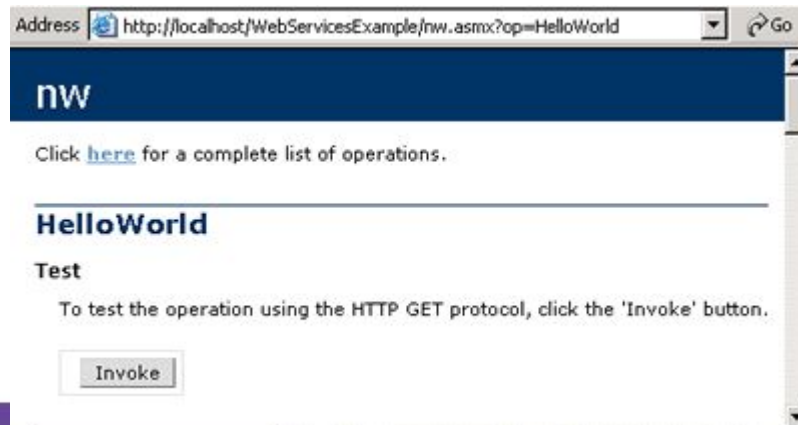 Address http://localhost/WebServicesExample/nw.asmx?op=HelloWorld Go
nw
Click here for a complete list of operations.
HelloWorld
Test
To test the operation using the HTTP GET protocol, click the 'Invoke' button.
Invoke